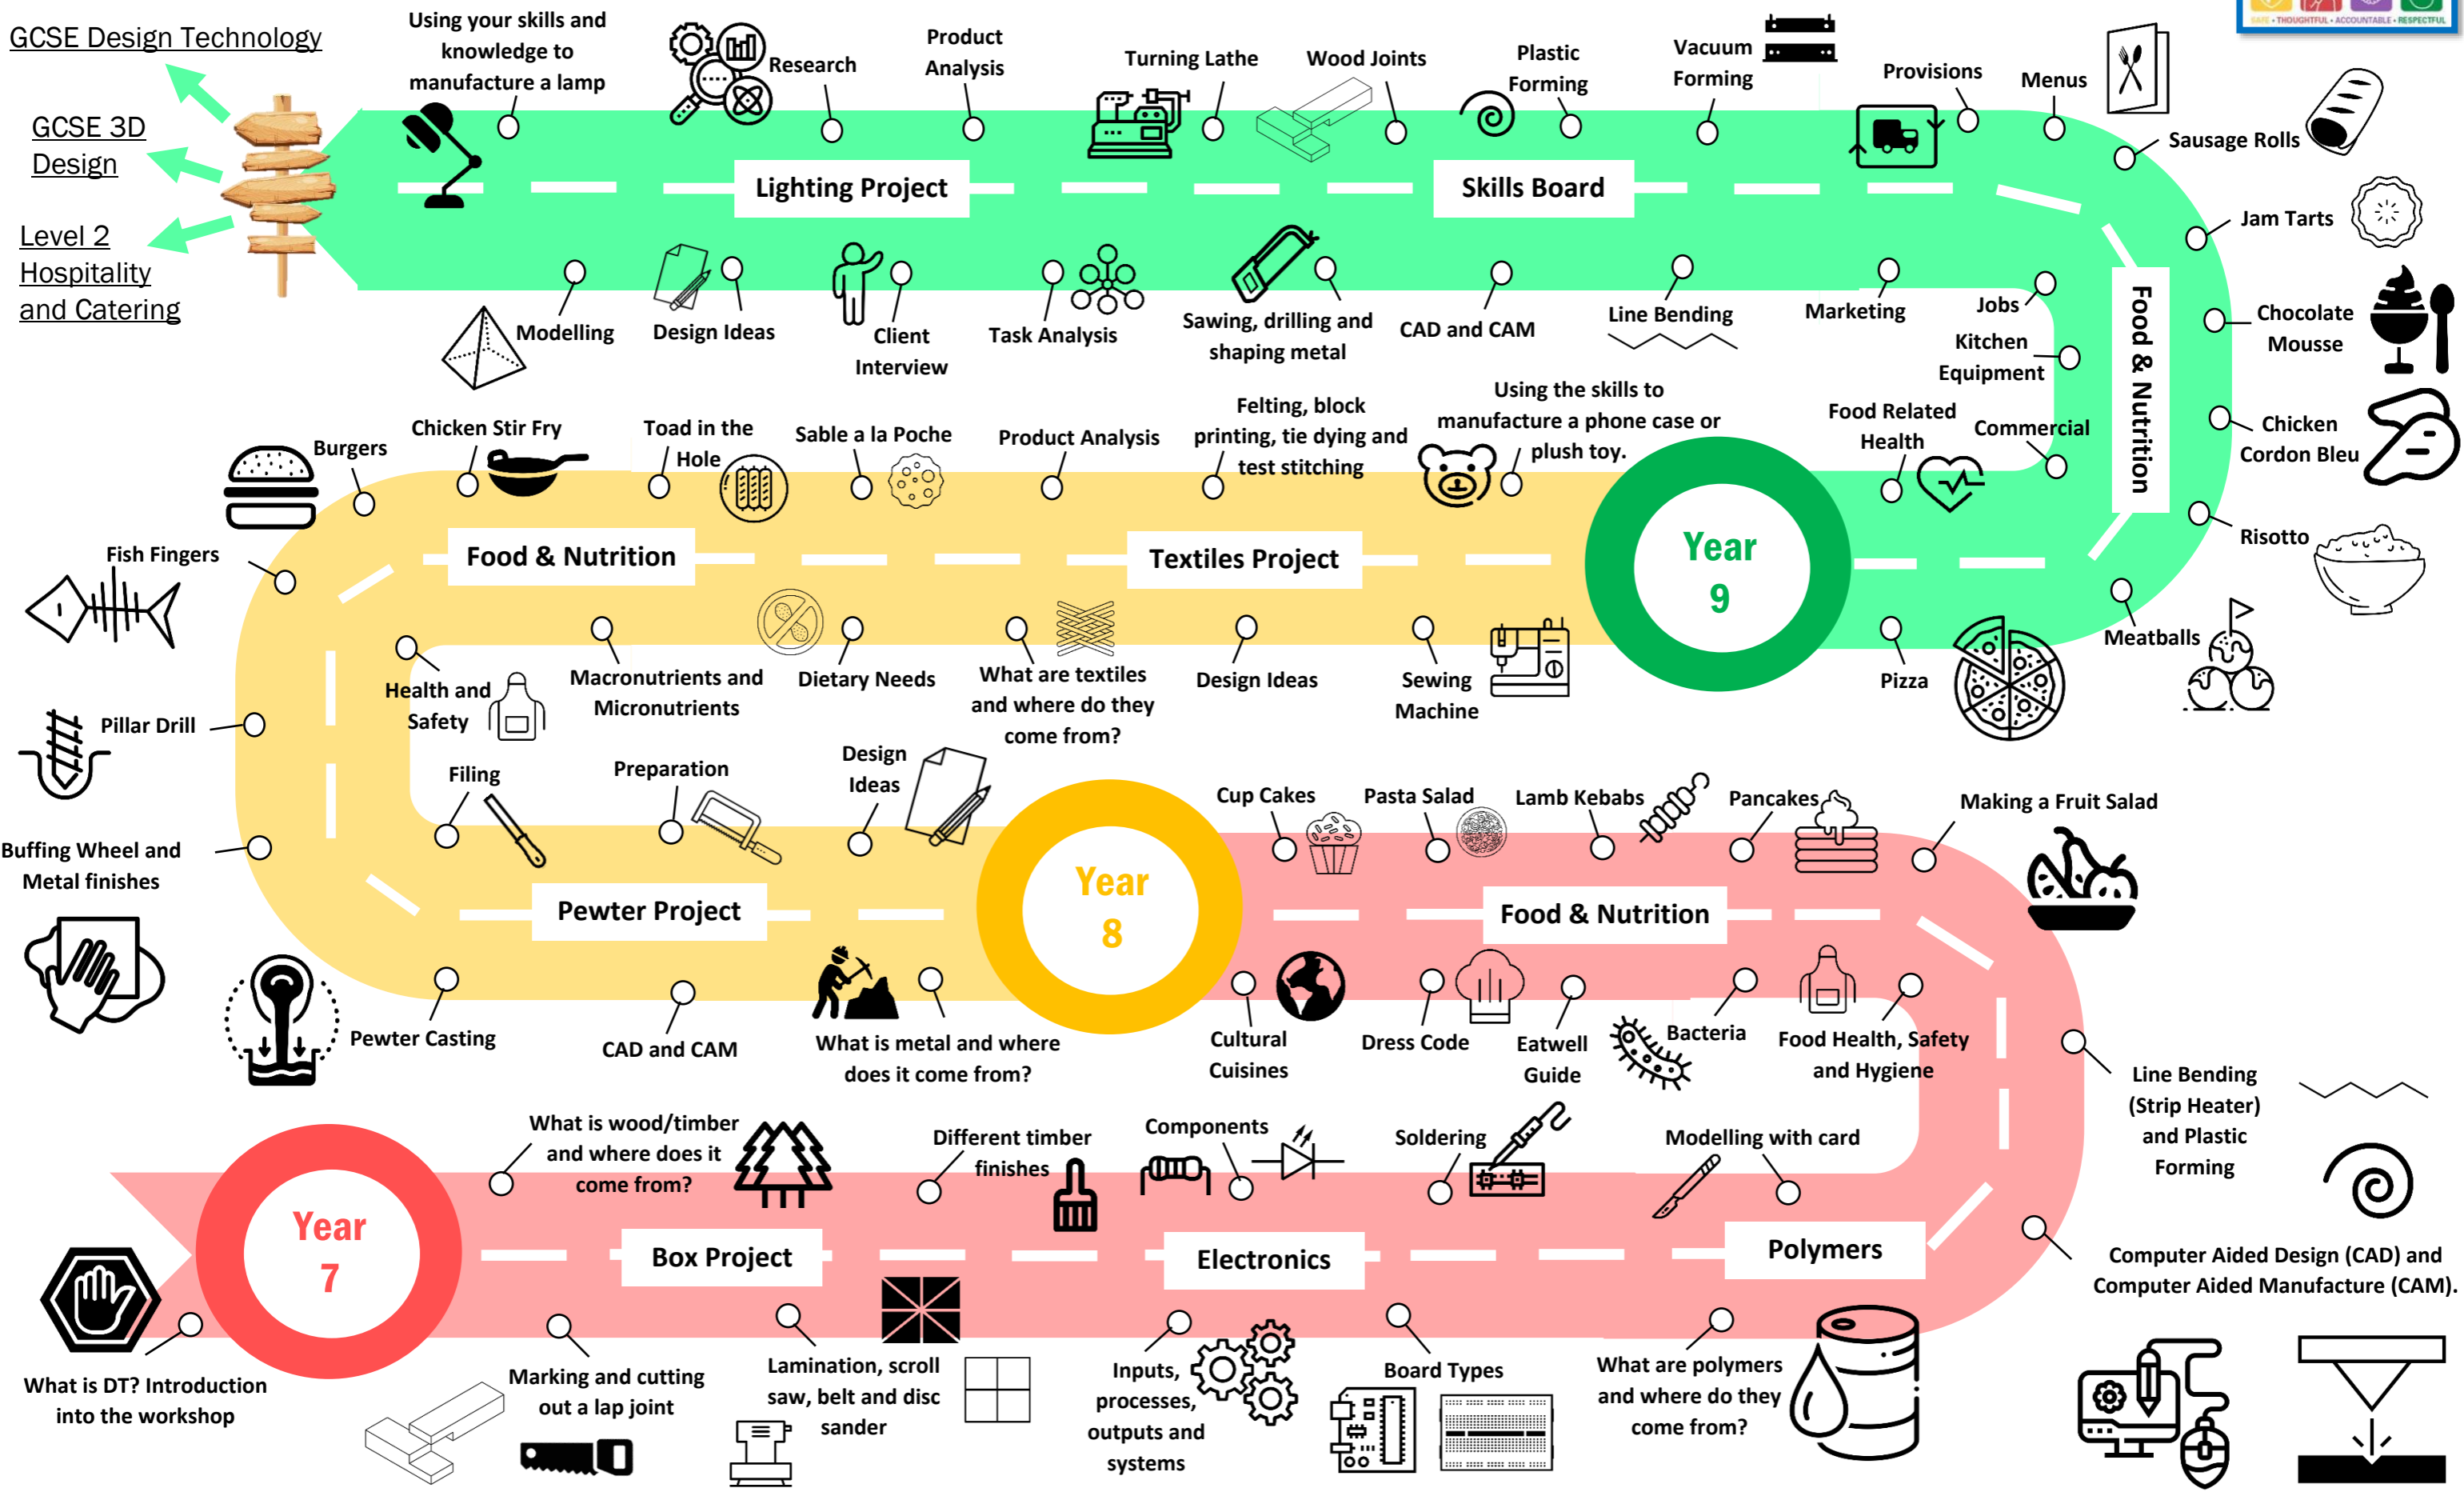 SAFE • THOUGHTFUL • ACCOUNTABLE • RESPECTFUL
GCSE Design Technology
GCSE 3D
Design
Level 2
Hospitality
and Catering
Using your skills and
knowledge to
manufacture a lamp
Research
Product
Analysis
Turning Lathe
Wood Joints
Plastic
Forming
Vacuum
Forming
Provisions
Menus
Sausage Rolls
Jam Tarts
Chocolate
Mousse
Chicken
Cordon Bleu
Risotto
Meatballs
Lighting Project
Skills Board
Food & Nutrition
Modelling
Design Ideas
Client
Interview
Task Analysis
Sawing, drilling and
shaping metal
CAD and CAM
Line Bending
Marketing
Jobs
Kitchen
Equipment
Commercial
Food Related
Health
Pizza
Year
9
Burgers
Chicken Stir Fry
Toad in the
Hole
Sable a la Poche
Product Analysis
Felting, block
printing, tie dying and
test stitching
Using the skills to
manufacture a phone case or
plush toy.
Fish Fingers
Food & Nutrition
Textiles Project
Health and
Safety
Macronutrients and
Micronutrients
Dietary Needs
What are textiles
and where do they
come from?
Design Ideas
Sewing
Machine
Pillar Drill
Filing
Preparation
Design
Ideas
Buffing Wheel and
Metal finishes
Pewter Project
Year
8
Pewter Casting
CAD and CAM
What is metal and where
does it come from?
Cup Cakes
Pasta Salad
Lamb Kebabs
Pancakes
Making a Fruit Salad
Food & Nutrition
Cultural
Cuisines
Dress Code
Eatwell
Guide
Bacteria
Food Health, Safety
and Hygiene
Line Bending
(Strip Heater)
and Plastic
Forming
What is wood/timber
and where does it
come from?
Different timber
finishes
Components
Soldering
Modelling with card
Year
7
Box Project
Electronics
Polymers
Computer Aided Design (CAD) and
Computer Aided Manufacture (CAM).
What is DT? Introduction
into the workshop
Marking and cutting
out a lap joint
Lamination, scroll
saw, belt and disc
sander
Inputs,
processes,
outputs and
systems
Board Types
What are polymers
and where do they
come from?